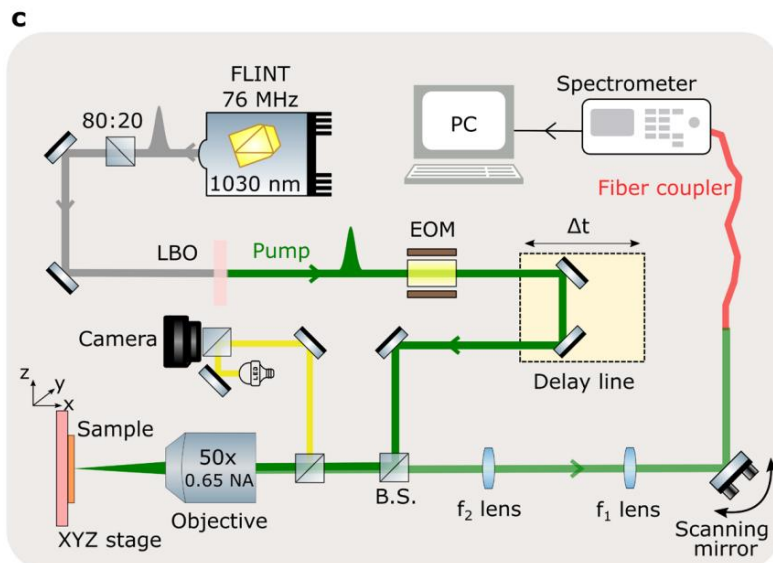 c
FLINT
76 MHz
80:20
1030 nm
Spectrometer
PC
Fiber coupler
LBO
Pump
EOM
Δt
Camera
LED
Delay line
z
y
x
Sample
50x
0.65 NA
Objective
XYZ stage
B.S.
f₂ lens
f₁ lens
Scanning
mirror